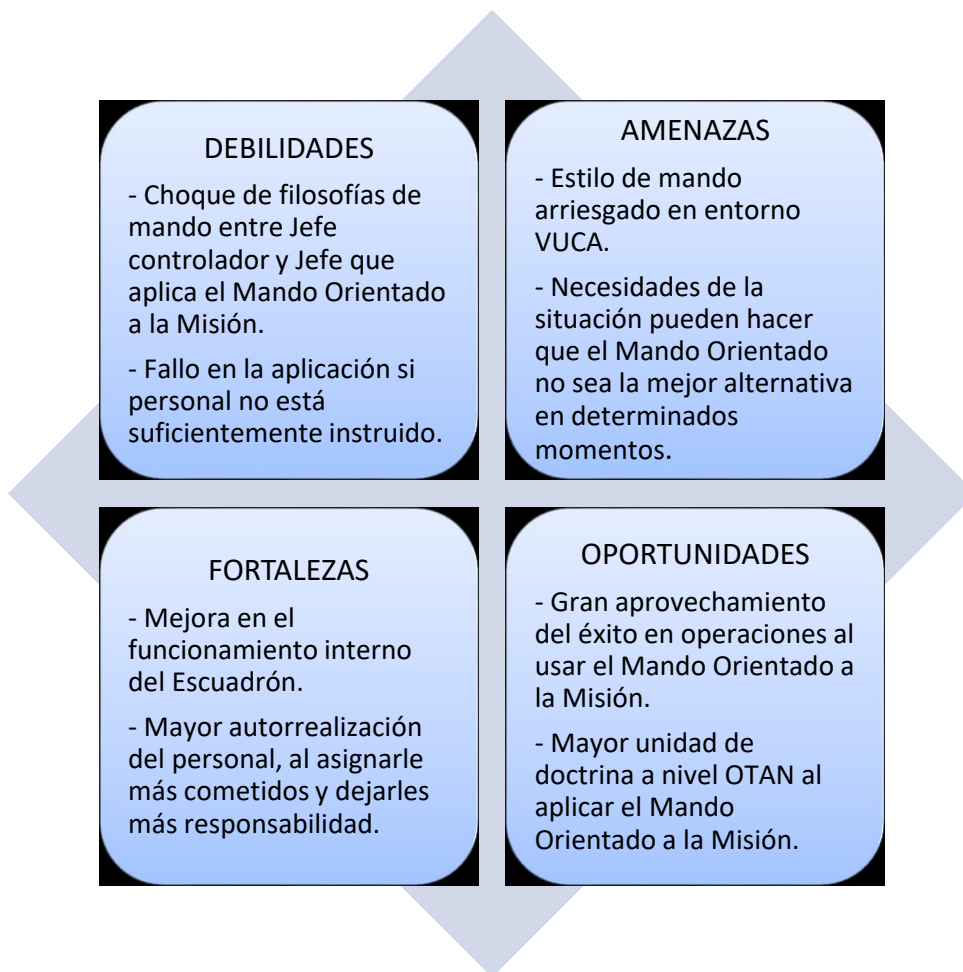 DEBILIDADES
- Choque de filosofías de
mando entre Jefe
controlador y Jefe que
aplica el Mando Orientado
a la Misión.
- Fallo en la aplicación si
personal no está
suficientemente instruido.
AMENAZAS
- Estilo de mando
arriesgado en entorno
VUCA.
- Necesidades de la
situación pueden hacer
que el Mando Orientado
no sea la mejor alternativa
en determinados
momentos.
FORTALEZAS
- Mejora en el
funcionamiento interno
del Escuadrón.
- Mayor autorrealización
del personal, al asignarle
más cometidos y dejarles
más responsabilidad.
OPORTUNIDADES
- Gran aprovechamiento
del éxito en operaciones al
usar el Mando Orientado a
la Misión.
- Mayor unidad de
doctrina a nivel OTAN al
aplicar el Mando
Orientado a la Misión.